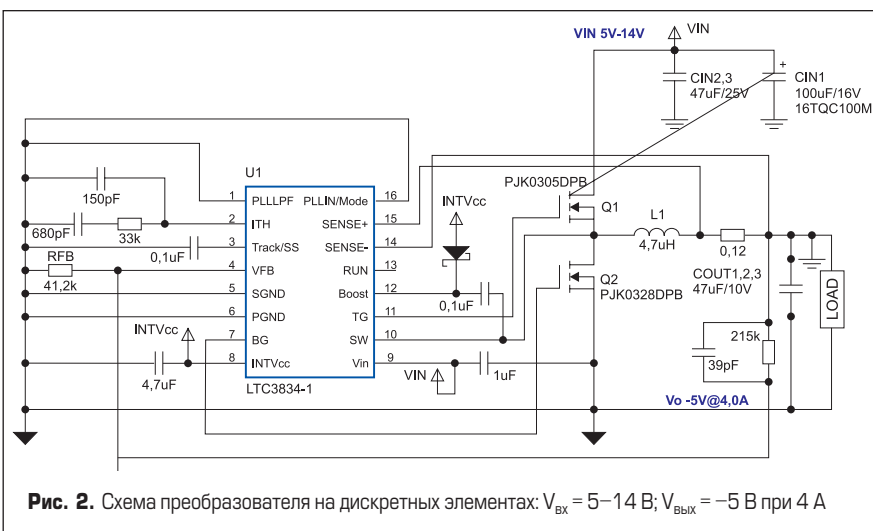 VIN 5V-14V
VIN
CIN2,3
47uF/25V
+
CIN1
100uF/16V
16TQC100M
U1
150pF
680pF
33k
0,1uF
RFB
41,2k
INTVcc
4,7uF
1 PLLLPF PLLIN/Mode 16
2 ITH SENSE+ 15
3 Track/SS SENSE- 14
4 VFB RUN 13
5 SGND Boost 12
6 PGND TG 11
7 BG SW 10
8 INTVcc Vin 9
LTC3834-1
INTVcc
0,1uF
VIN
1uF
PJK0305DPB
Q1
L1
4,7uH
0,12
Q2
PJK0328DPB
COUT1,2,3
47uF/10V
LOAD
215k
39pF
Vo -5V@4,0A
Рис. 2. Схема преобразователя на дискретных элементах: Vвх = 5–14 В; Vвых = –5 В при 4 А